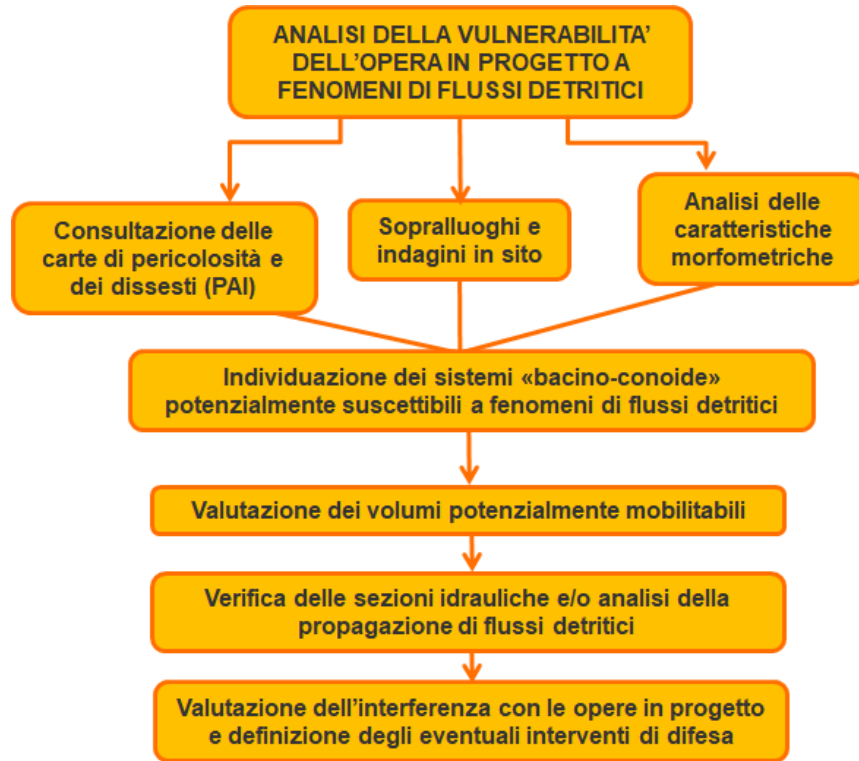 ANALISI DELLA VULNERABILITA'
DELL'OPERA IN PROGETTO A
FENOMENI DI FLUSSI DETRITICI
Consultazione delle
carte di pericolosità e
dei dissesti (PAI)
Sopralluoghi e
indagini in sito
Analisi delle
caratteristiche
morfometriche
Individuazione dei sistemi «bacino-conoide»
potenzialmente suscettibili a fenomeni di flussi detritici
Valutazione dei volumi potenzialmente mobilitabili
Verifica delle sezioni idrauliche e/o analisi della
propagazione di flussi detritici
Valutazione dell'interferenza con le opere in progetto
e definizione degli eventuali interventi di difesa